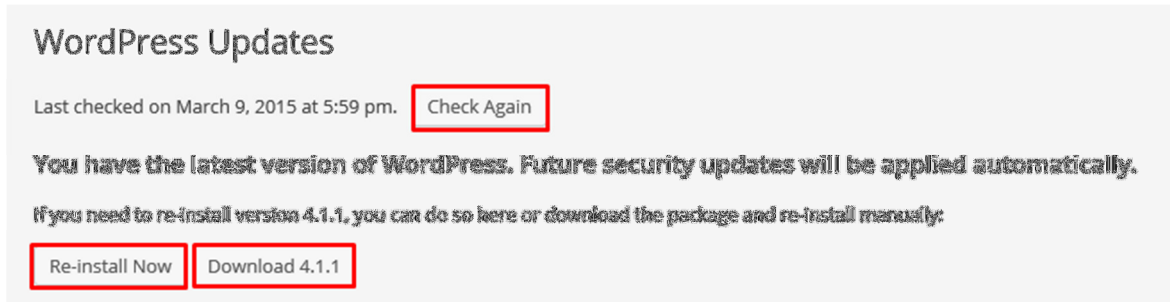 WordPress Updates
Last checked on March 9, 2015 at 5:59 pm. Check Again
You have the latest version of WordPress. Future security updates will be applied automatically.
If you need to re-install version 4.1.1, you can do so here or download the package and re-install manually:
Re-install Now Download 4.1.1